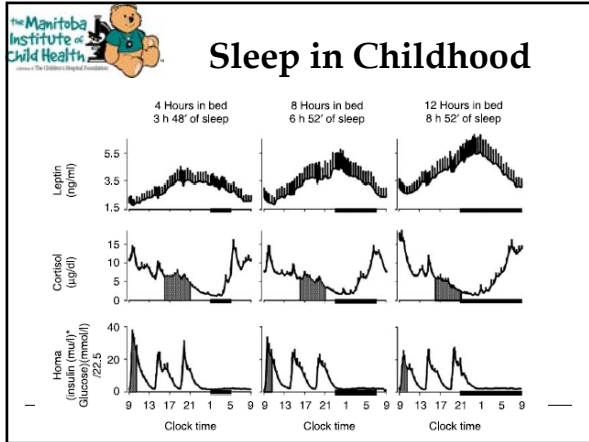 the Manitoba
Institute of
Child Health
Sleep in Childhood
4 Hours in bed
3 h 48′ of sleep
8 Hours in bed
6 h 52′ of sleep
12 Hours in bed
8 h 52′ of sleep
Leptin
(ng/ml)
5.5
3.5
1.5
Cortisol
(µg/dl)
15
10
5
0
Homa
(insulin (mu/l)*
Glucose)(mmol/l)
/22.5
40
20
0
9 13 17 21 1 5 9
9 13 17 21 1 5 9
9 13 17 21 1 5 9
Clock time
Clock time
Clock time